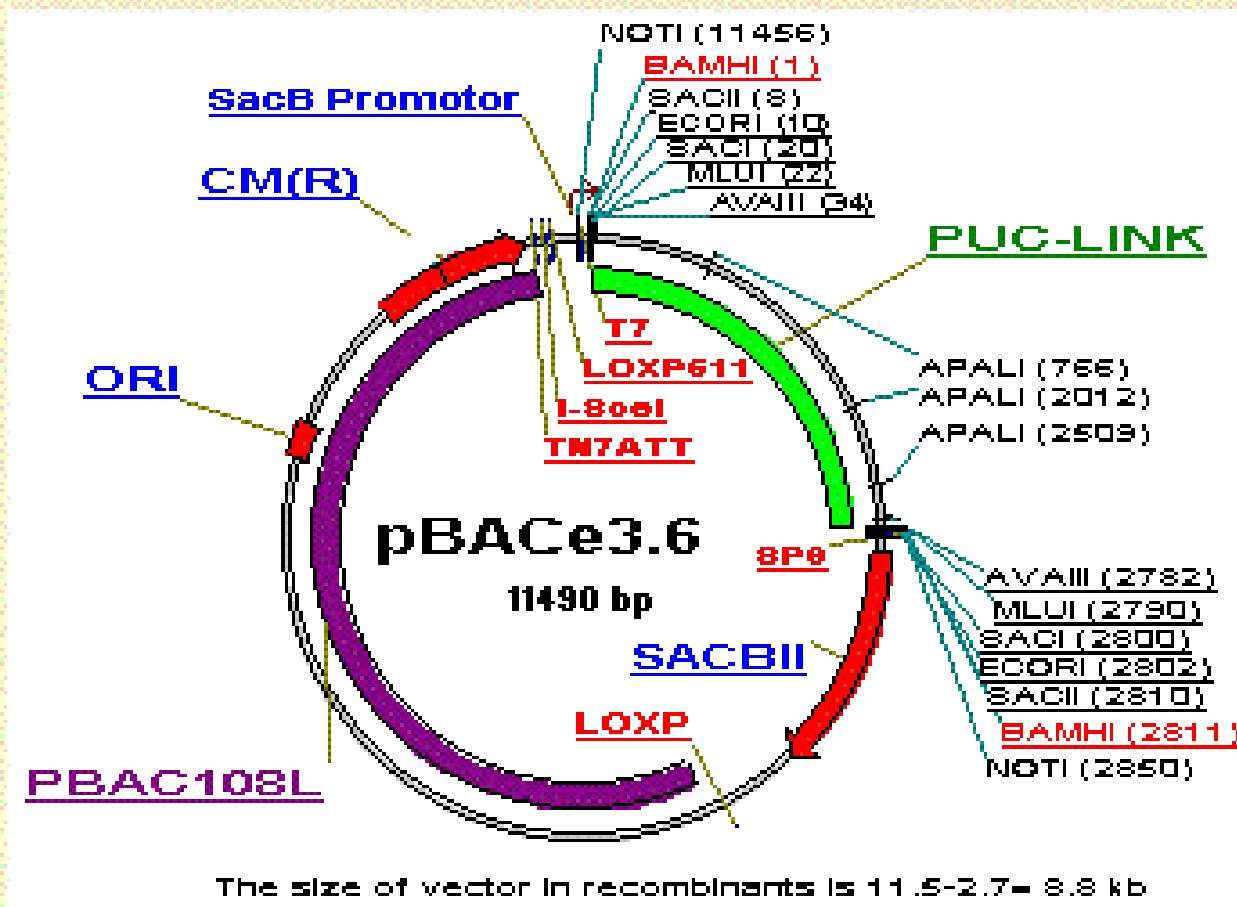 NOTI (11456)
BAMHI (1)
SACII (8)
ECORI (10)
SACI (20)
MLUI (22)
AVAIII (34)
SacB Promotor
CM(R)
PUC-LINK
T7
LOXP511
I-SceI
TN7ATT
ORI
APALI (766)
APALI (2012)
APALI (2509)
pBACe3.6
11490 bp
SP6
AVAIII (2782)
MLUI (2790)
SACI (2800)
ECORI (2802)
SACII (2810)
BAMHI (2811)
NOTI (2850)
SACBII
LOXP
PBAC108L
The size of vector in recombinants is 11.5-2.7= 8.8 kb